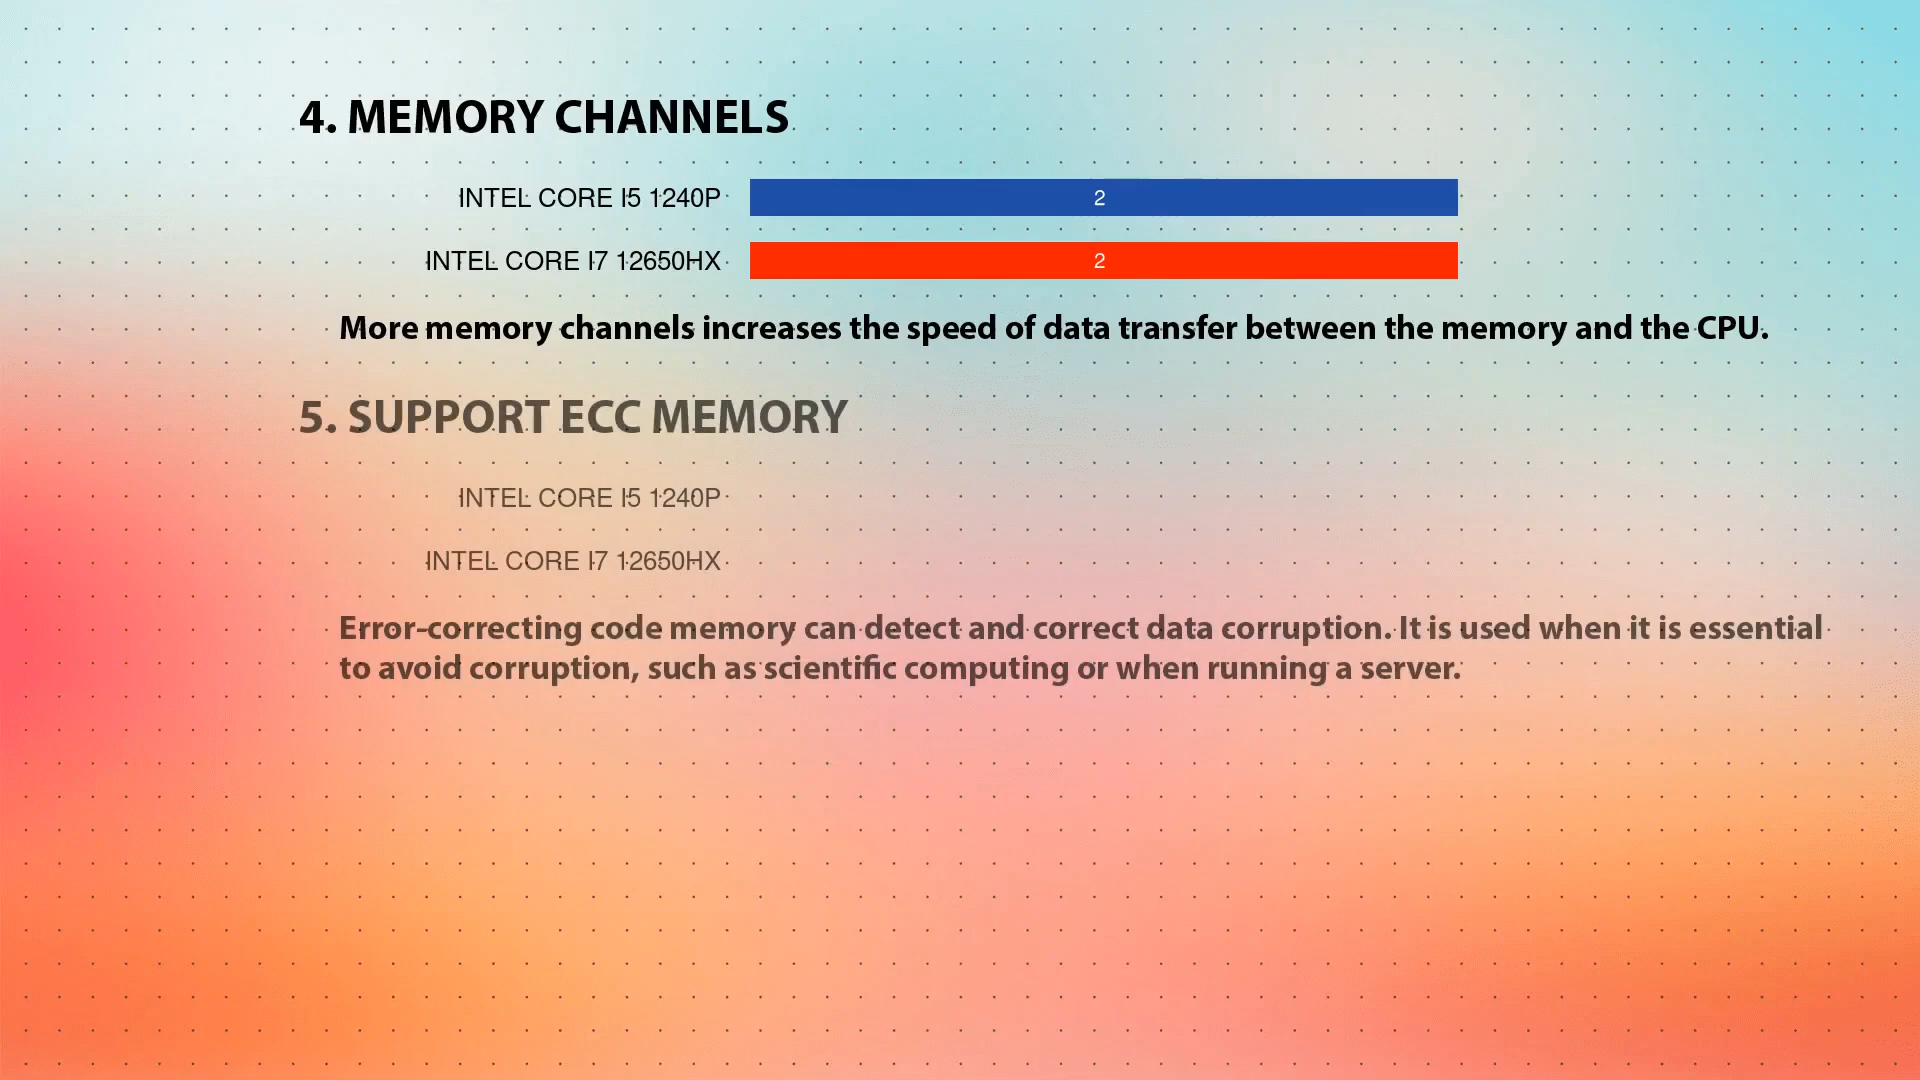 4. MEMORY CHANNELS
INTEL CORE I5 1240P
2
INTEL CORE I7 12650HX
2
More memory channels increases the speed of data transfer between the memory and the CPU.
5. SUPPORT ECC MEMORY
INTEL CORE I5 1240P
INTEL CORE I7 12650HX
Error-correcting code memory can detect and correct data corruption. It is used when it is essential
to avoid corruption, such as scientific computing or when running a server.